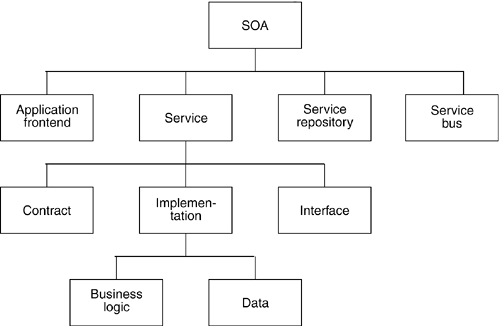 SOA
Application
frontend
Service
Service
repository
Service
bus
Contract
Implemen-
tation
Interface
Business
logic
Data